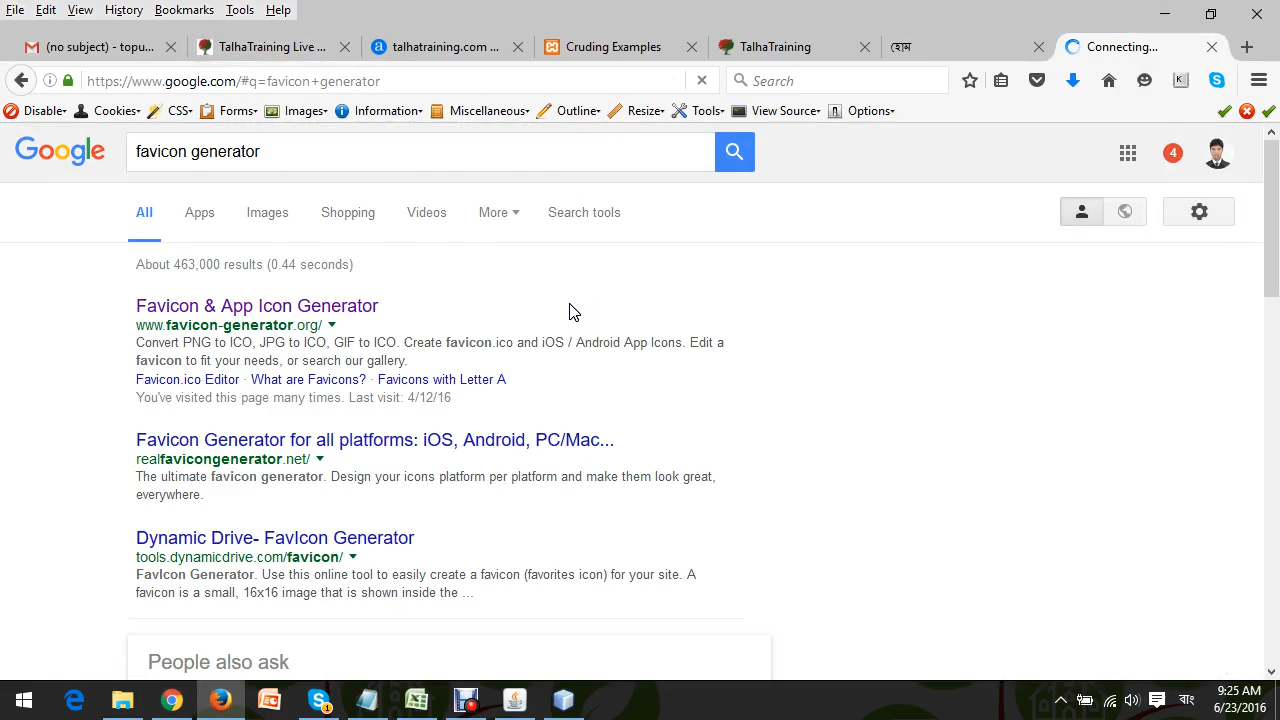 File Edit View History Bookmarks Tools Help
(no subject) - topu... TalhaTraining Live ... talhatraining.com ... Cruding Examples TalhaTraining হোম Connecting...
https://www.google.com/#q=favicon+generator Search
Disable Cookies CSS Forms Images Information Miscellaneous Outline Resize Tools View Source Options
Google favicon generator 4
All Apps Images Shopping Videos More Search tools
About 463,000 results (0.44 seconds)
Favicon & App Icon Generator
www.favicon-generator.org/
Convert PNG to ICO, JPG to ICO, GIF to ICO. Create favicon.ico and iOS / Android App Icons. Edit a
favicon to fit your needs, or search our gallery.
Favicon.ico Editor · What are Favicons? · Favicons with Letter A
You've visited this page many times. Last visit: 4/12/16
Favicon Generator for all platforms: iOS, Android, PC/Mac...
realfavicongenerator.net/
The ultimate favicon generator. Design your icons platform per platform and make them look great,
everywhere.
Dynamic Drive- FavIcon Generator
tools.dynamicdrive.com/favicon/
FavIcon Generator. Use this online tool to easily create a favicon (favorites icon) for your site. A
favicon is a small, 16x16 image that is shown inside the ...
People also ask
বাং 9:25 AM
6/23/2016